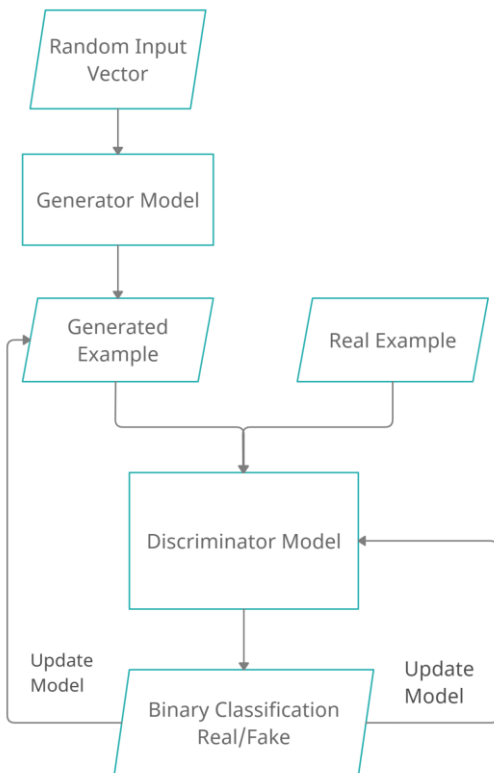 Random Input
Vector
Generator Model
Generated
Example
Real Example
Discriminator Model
Update
Model
Update
Model
Binary Classification
Real/Fake